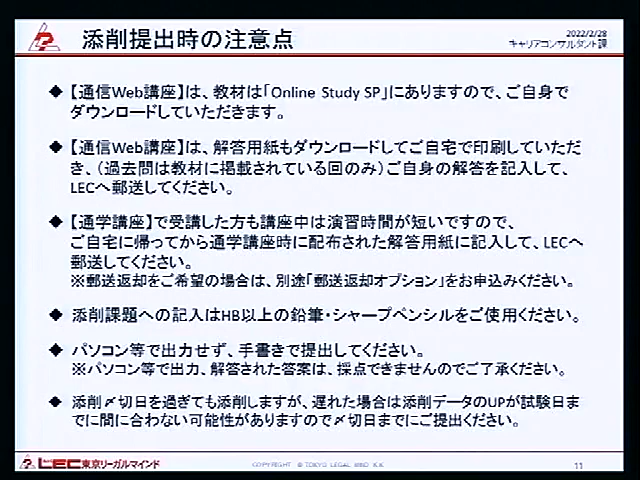 添削提出時の注意点
2022/2/28
キャリアコンサルタント課
◆ 【通信Web講座】は、教材は「Online Study SP」にありますので、ご自身で
ダウンロードしていただきます。
◆ 【通信Web講座】は、解答用紙もダウンロードしてご自宅で印刷していただ
き、（過去問は教材に掲載されている回のみ）ご自身の解答を記入して、
LECへ郵送してください。
◆ 【通学講座】で受講した方も講座中は演習時間が短いですので、
ご自宅に帰ってから通学講座時に配布された解答用紙に記入して、LECへ
郵送してください。
※郵送返却をご希望の場合は、別途「郵送返却オプション」をお申込みください。
◆ 添削課題への記入はHB以上の鉛筆・シャープペンシルをご使用ください。
◆ パソコン等で出力せず、手書きで提出してください。
※パソコン等で出力、解答された答案は、採点できませんのでご了承ください。
◆ 添削〆切日を過ぎても添削しますが、遅れた場合は添削データのUPが試験日ま
でに間に合わない可能性がありますので〆切日までにご提出ください。
LEC東京リーガルマインド
COPYRIGHT © TOKYO LEGAL MIND K.K.
11